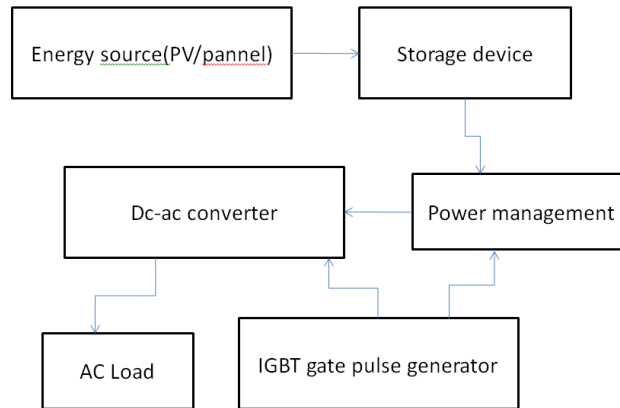 Energy source(PV/pannel)
Storage device
Dc-ac converter
Power management
AC Load
IGBT gate pulse generator